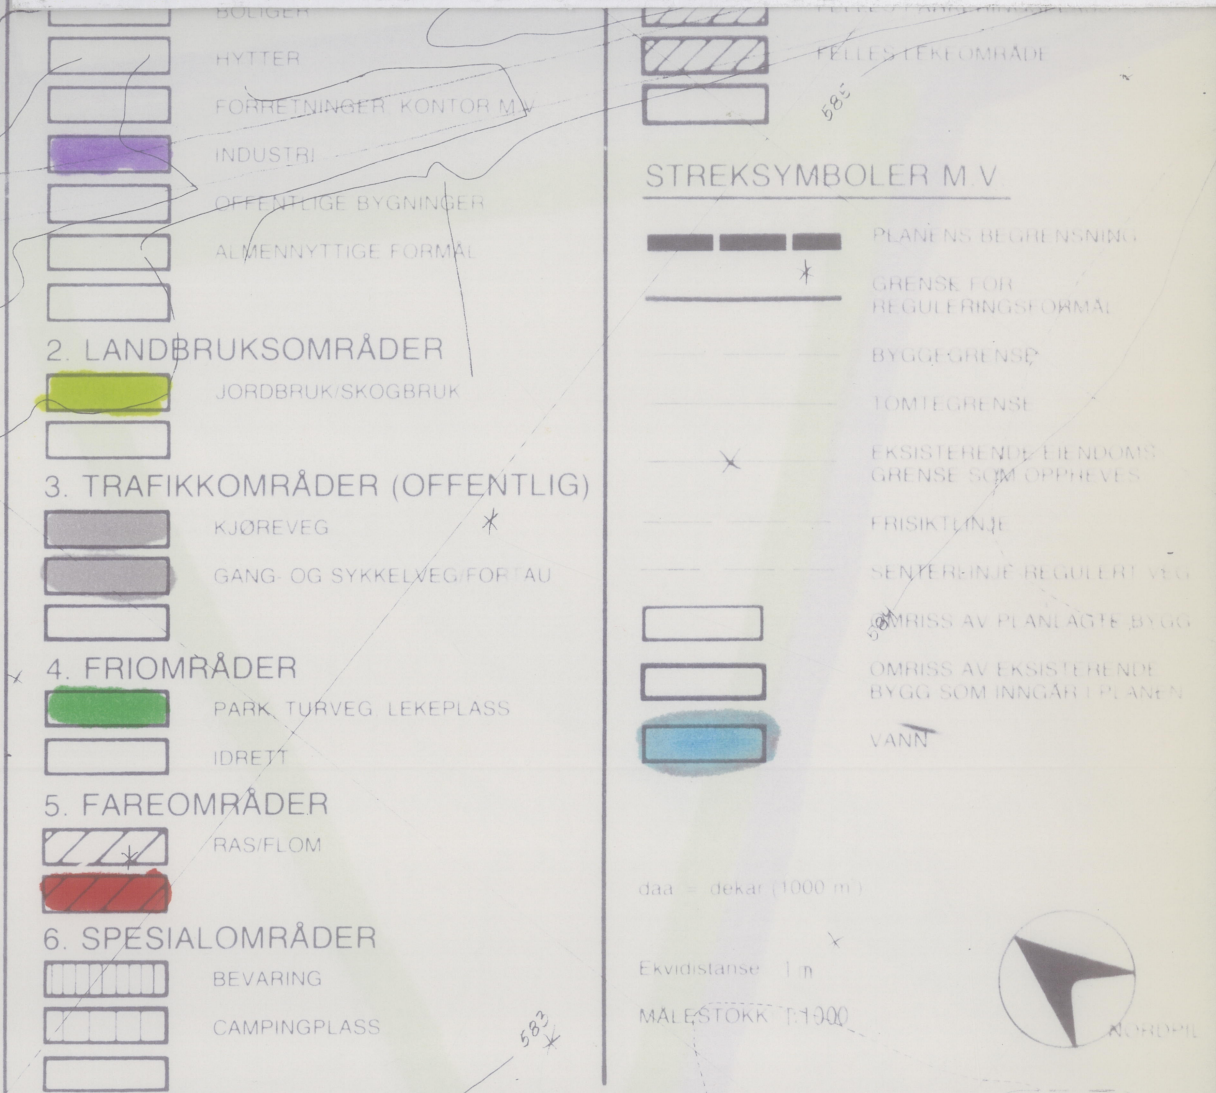 BOLIGER
HYTTER
FORRETNINGER, KONTOR M.V.
INDUSTRI
OFFENTLIGE BYGNINGER
ALMENNYTTIGE FORMÅL
2. LANDBRUKSOMRÅDER
JORDBRUK/SKOGBRUK
3. TRAFIKKOMRÅDER (OFFENTLIG)
KJØREVEG
GANG- OG SYKKELVEG/FORTAU
4. FRIOMRÅDER
PARK, TURVEG, LEKEPLASS
IDRETT
5. FAREOMRÅDER
RAS/FLOM
6. SPESIALOMRÅDER
BEVARING
CAMPINGPLASS
583
FELLES LEKEOMRÅDE
585
STREKSYMBOLER M.V.
PLANENS BEGRENSNING
GRENSE FOR
REGULERINGSFORMÅL
BYGGEGRENSE
TOMTEGRENSE
EKSISTERENDE EIENDOMS-
GRENSE SOM OPPHEVES
FRISIKTLINJE
SENTERLINJE REGULERT VEG
OMRISS AV PLANLAGTE BYGG
584
OMRISS AV EKSISTERENDE
BYGG SOM INNGÅR I PLANEN
VANN
daa = dekar (1000 m²)
Ekvidistanse 1 m
MÅLESTOKK 1:1000
NORDPIL